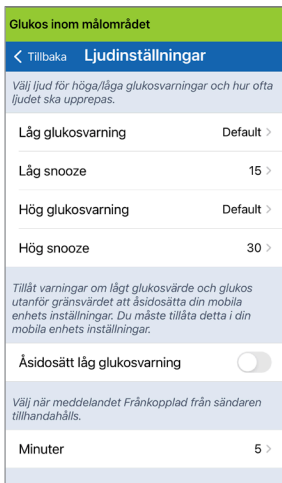 Glukos inom målområdet
Tillbaka Ljudinställningar
Välj ljud för höga/låga glukosvarningar och hur ofta
ljudet ska upprepas.
Låg glukosvarning Default
Låg snooze 15
Hög glukosvarning Default
Hög snooze 30
Tillåt varningar om lågt glukosvärde och glukos
utanför gränsvärdet att åsidosätta din mobila
enhets inställningar. Du måste tillåta detta i din
mobila enhets inställningar.
Åsidosätt låg glukosvarning
Välj när meddelandet Frånkopplad från sändaren
tillhandahålls.
Minuter 5